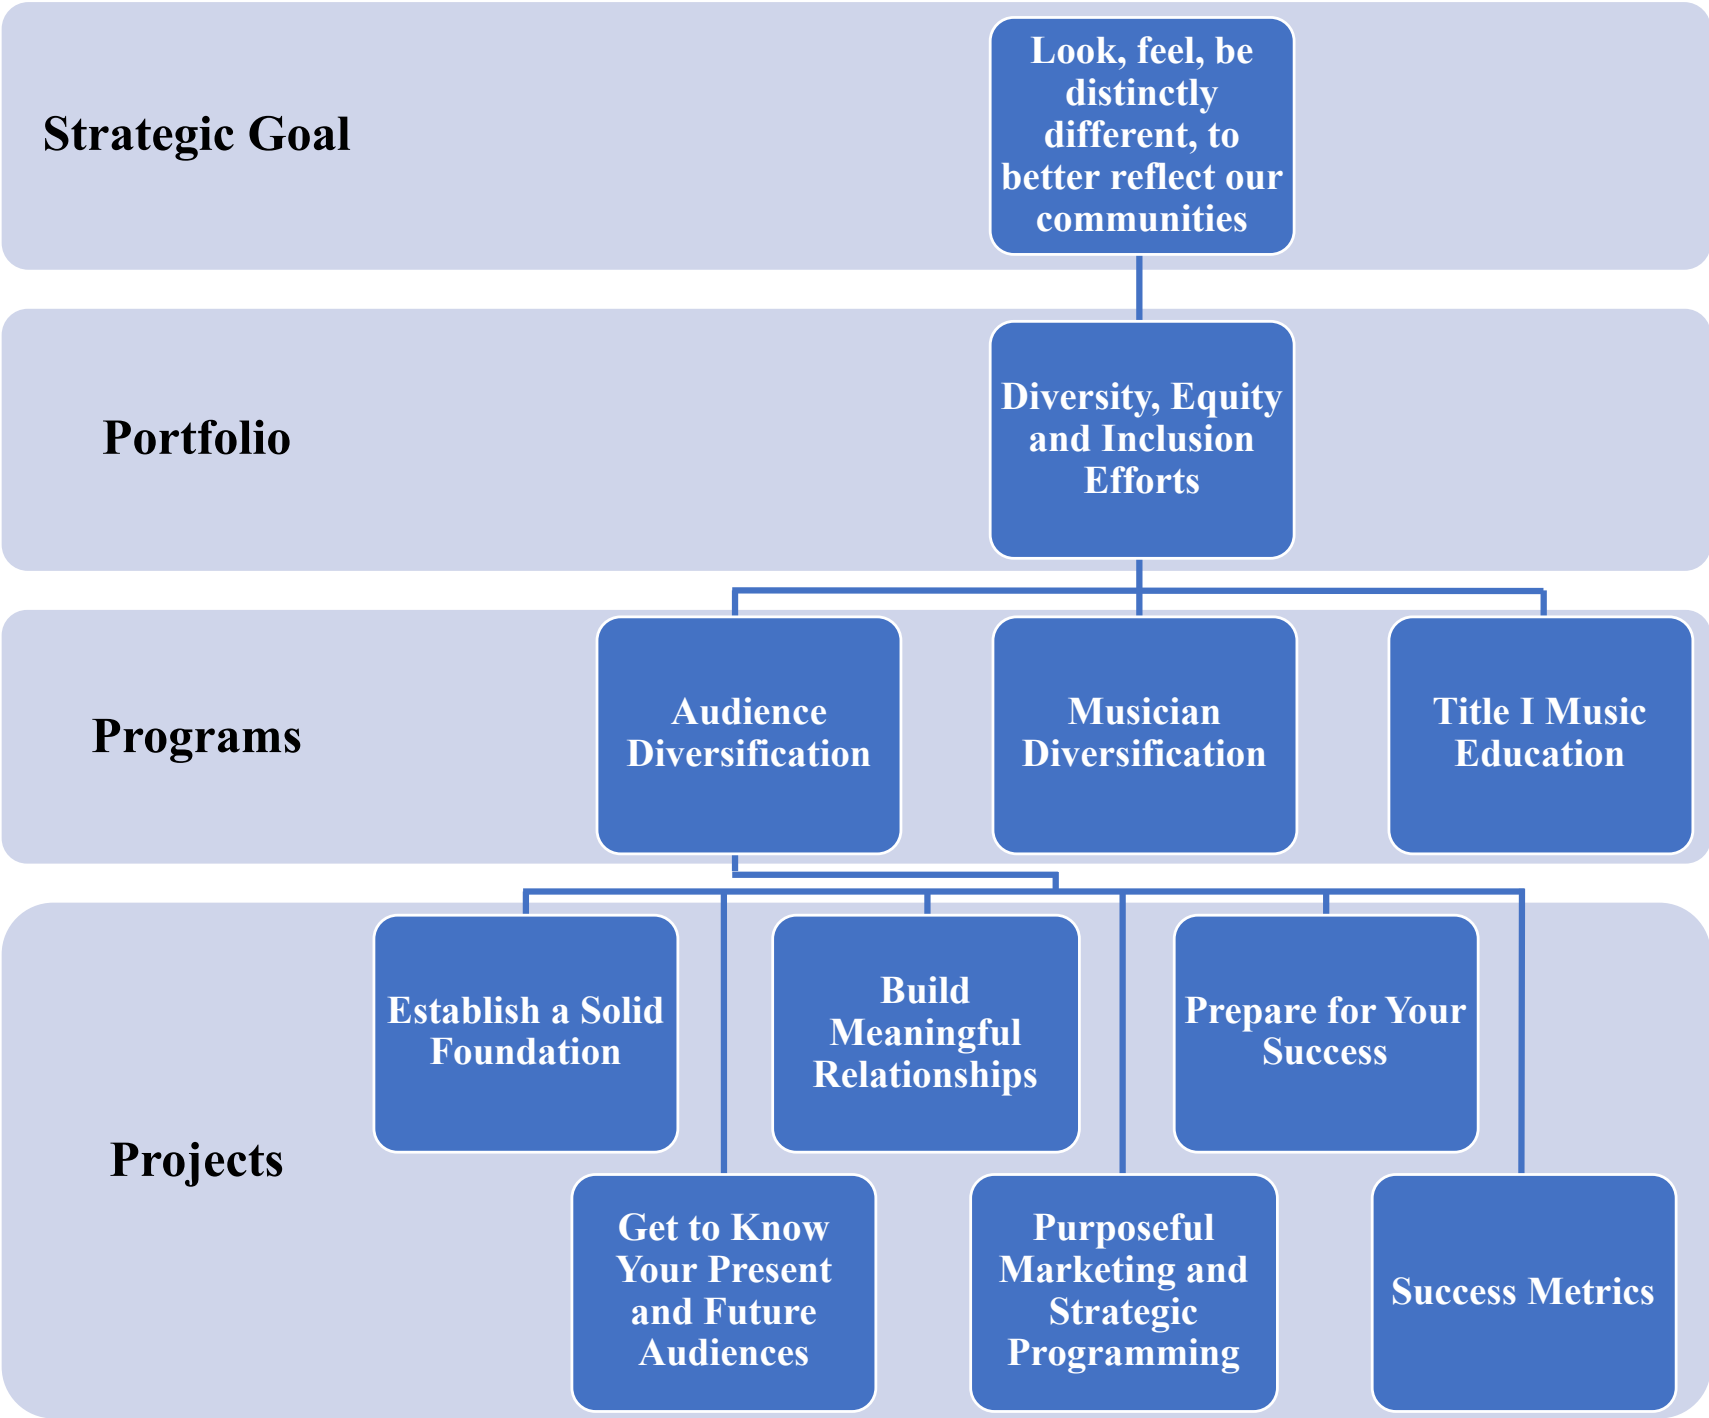 Strategic Goal
Look, feel, be
distinctly
different, to
better reflect our
communities
Portfolio
Diversity, Equity
and Inclusion
Efforts
Programs
Audience
Diversification
Musician
Diversification
Title I Music
Education
Projects
Establish a Solid
Foundation
Build
Meaningful
Relationships
Prepare for Your
Success
Get to Know
Your Present
and Future
Audiences
Purposeful
Marketing and
Strategic
Programming
Success Metrics